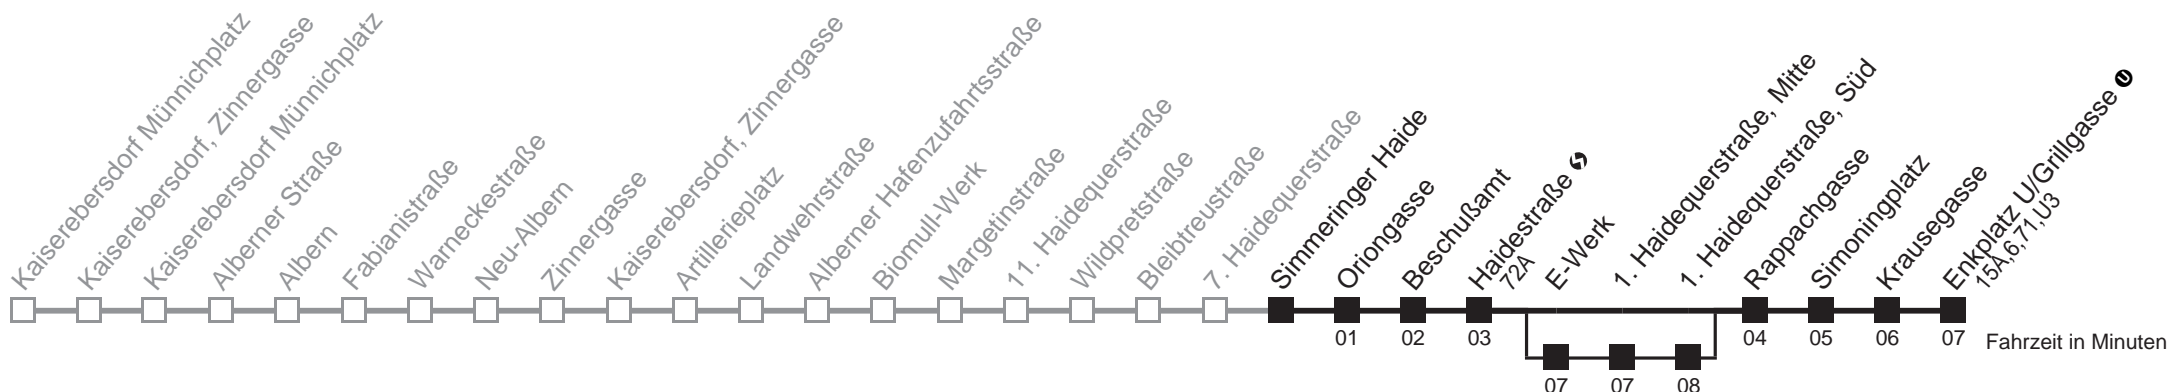 Kaiserebersdorf Münnichplatz
Kaiserebersdorf, Zinnergasse
Kaiserebersdorf Münnichplatz
Alberner Straße
Albern
Fabianistraße
Warneckestraße
Neu-Albern
Zinnergasse
Kaiserebersdorf, Zinnergasse
Artillerieplatz
Landwehrstraße
Alberner Hafenzufahrtsstraße
Biomull-Werk
Margetinstraße
11. Haidequerstraße
Wildpretstraße
Bleibtreustraße
7. Haidequerstraße
Simmeringer Haide
Oriongasse
Beschußamt
Haidestraße
72A
E-Werk
1. Haidequerstraße, Mitte
1. Haidequerstraße, Süd
Rappachgasse
Simoningplatz
Krausegasse
Enkplatz U/Grillgasse U
15A,6,71,U3
01 02 03 04 05 06 07 Fahrzeit in Minuten
07 07 08